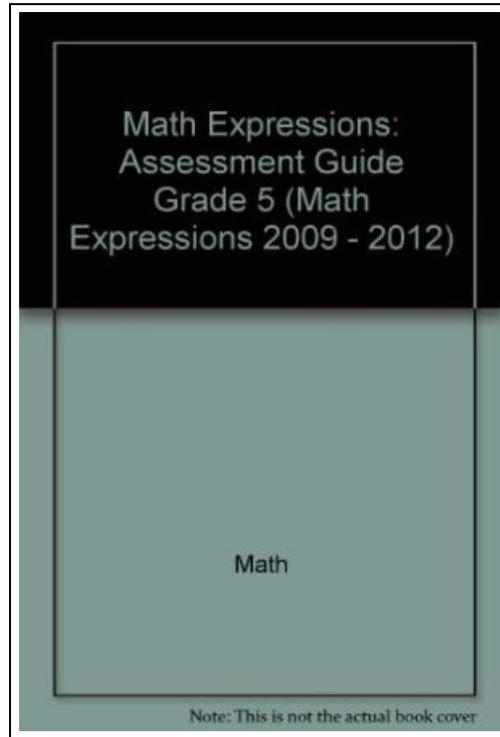 Math Expressions:
Assessment Guide
Grade 5 (Math
Expressions 2009 - 2012)
Math
Note: This is not the actual book cover